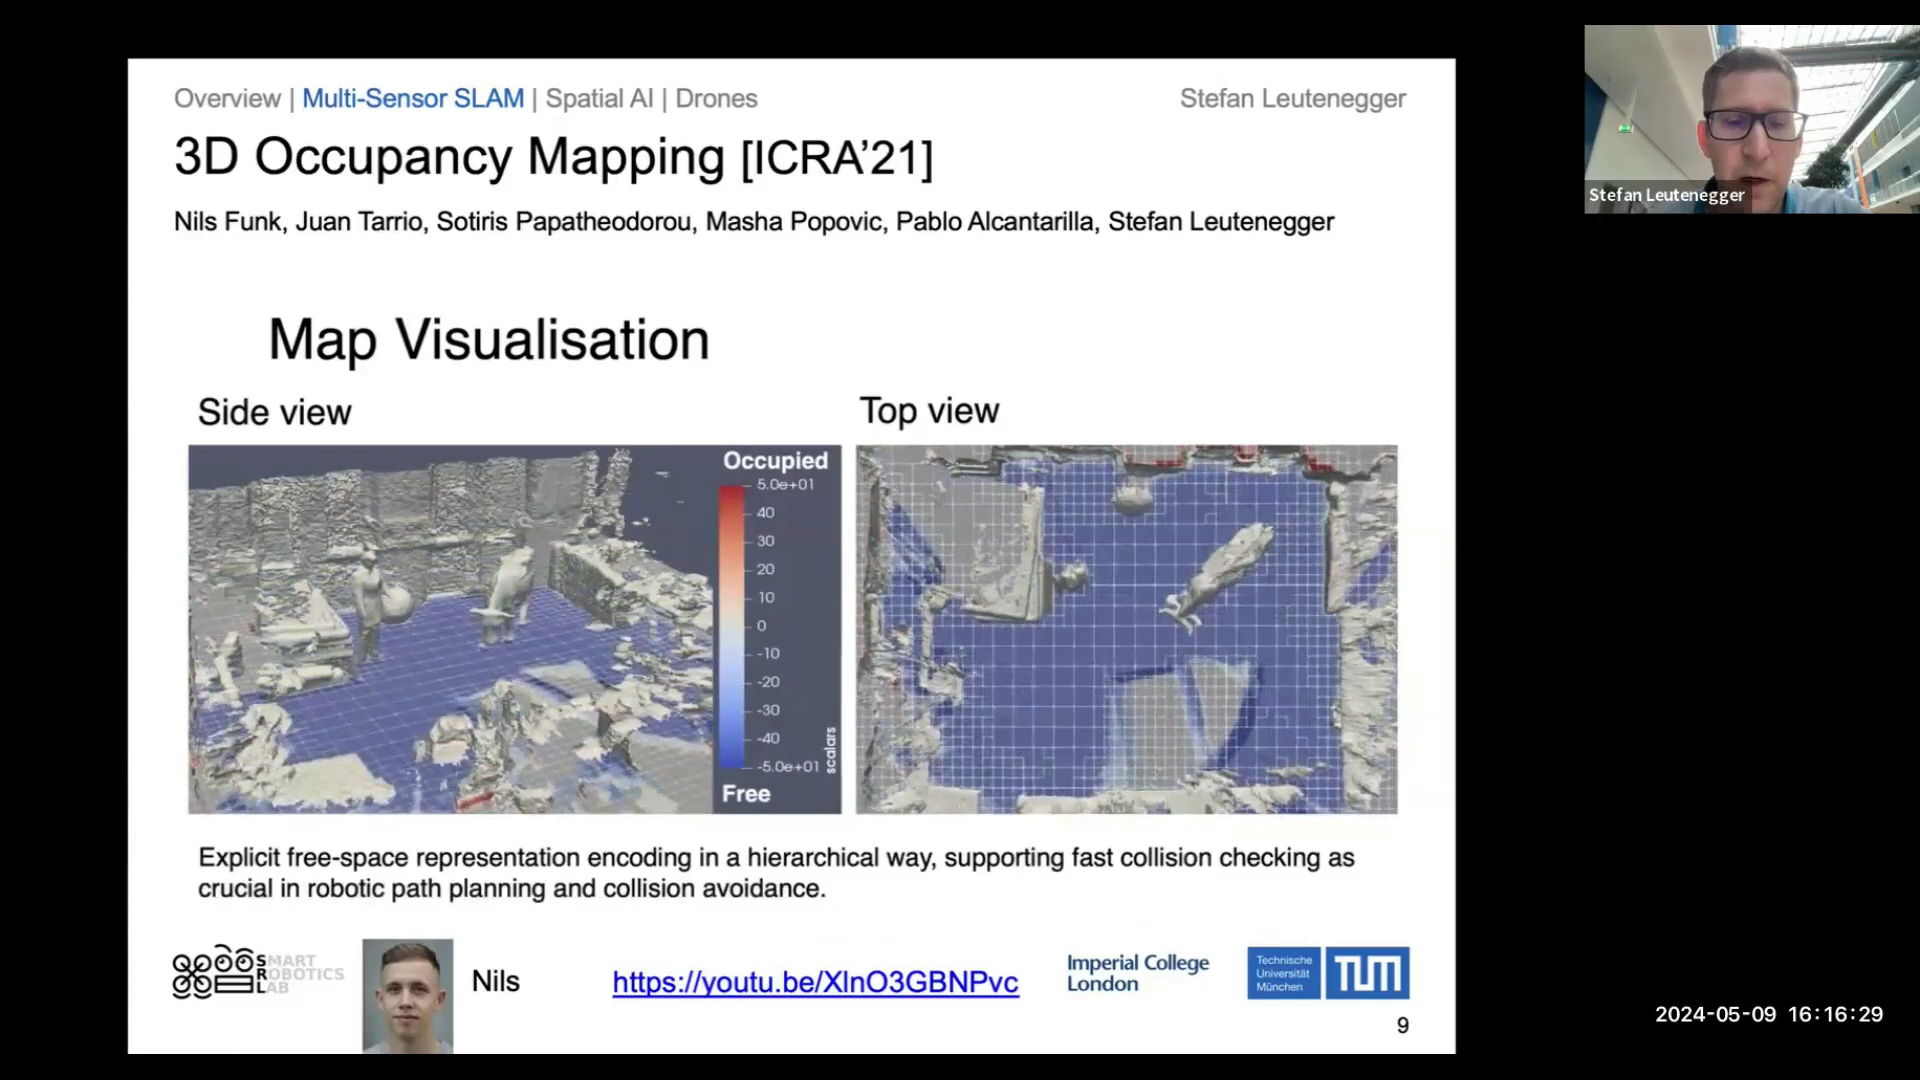 Overview | Multi-Sensor SLAM | Spatial AI | Drones
Stefan Leutenegger
3D Occupancy Mapping [ICRA’21]
Nils Funk, Juan Tarrio, Sotiris Papatheodorou, Masha Popovic, Pablo Alcantarilla, Stefan Leutenegger
Map Visualisation
Side view
Top view
Occupied
5.0e+01
40
30
20
10
0
-10
-20
-30
-40
-5.0e+01
scalars
Free
Explicit free-space representation encoding in a hierarchical way, supporting fast collision checking as
crucial in robotic path planning and collision avoidance.
SMART
ROBOTICS
LAB
Nils
https://youtu.be/XlnO3GBNPvc
Imperial College
London
Technische
Universität
München
TUM
9
Stefan Leutenegger
2024-05-09 16:16:29